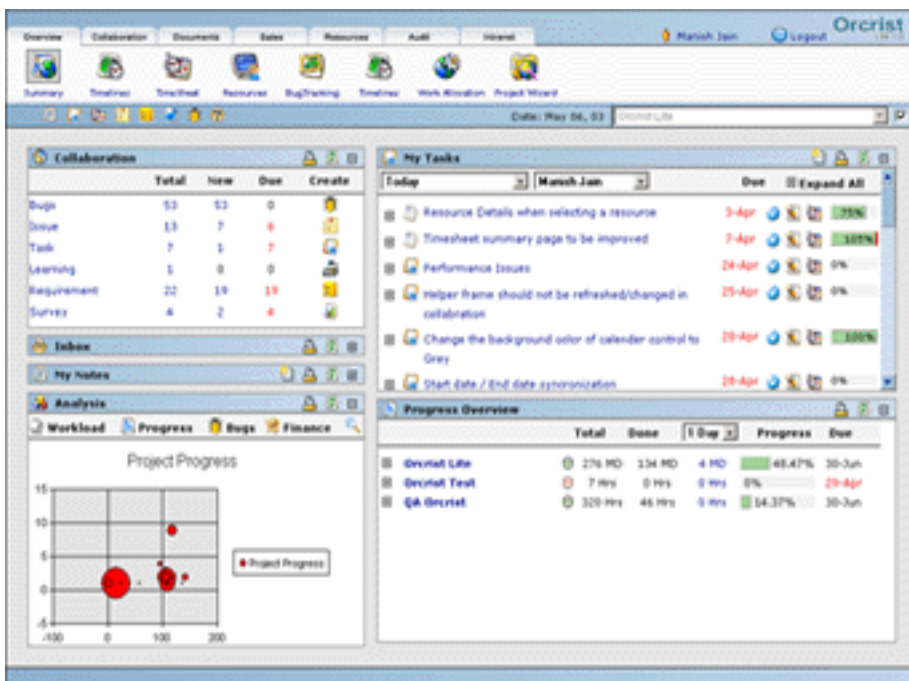 Orcrist
Overview Collaboration Documents Sales Resources Audit Intranet
Manish Jain Logout
Summary Timelines TimeSheet Resources BugTracking Timelines Work Allocation Project Wizard
Date: May 06, 03 Orcrist Lite
Collaboration
Total New Due Create
Bugs 53 53 0
Issue 13 7 6
Task 7 1 7
Learning 1 0 0
Requirement 22 19 19
Survey 4 2 4
Inbox
My Notes
Analysis
Workload Progress Bugs Finance
Project Progress
15
10
5
0
-5
-100 0 100 200
Project Progress
My Tasks
Today Manish Jain Due Expand All
Resource Details when selecting a resource 3-Apr 75%
Timesheet summary page to be improved 7-Apr 105%
Performance Issues 24-Apr 0%
Helper frame should not be refreshed/changed in 25-Apr 0%
collabration
Change the background color of calender control to 28-Apr 100%
Grey
Start date / End date syncronization 28-Apr 0%
Progress Overview
Total Done 1 Day Progress Due
Orcrist Lite 276 MD 134 MD 4 MD 48.47% 30-Jun
Orcrist Test 7 Hrs 0 Hrs 0 Hrs 0% 29-Apr
QA Orcrist 320 Hrs 46 Hrs 0 Hrs 14.37% 30-Jun